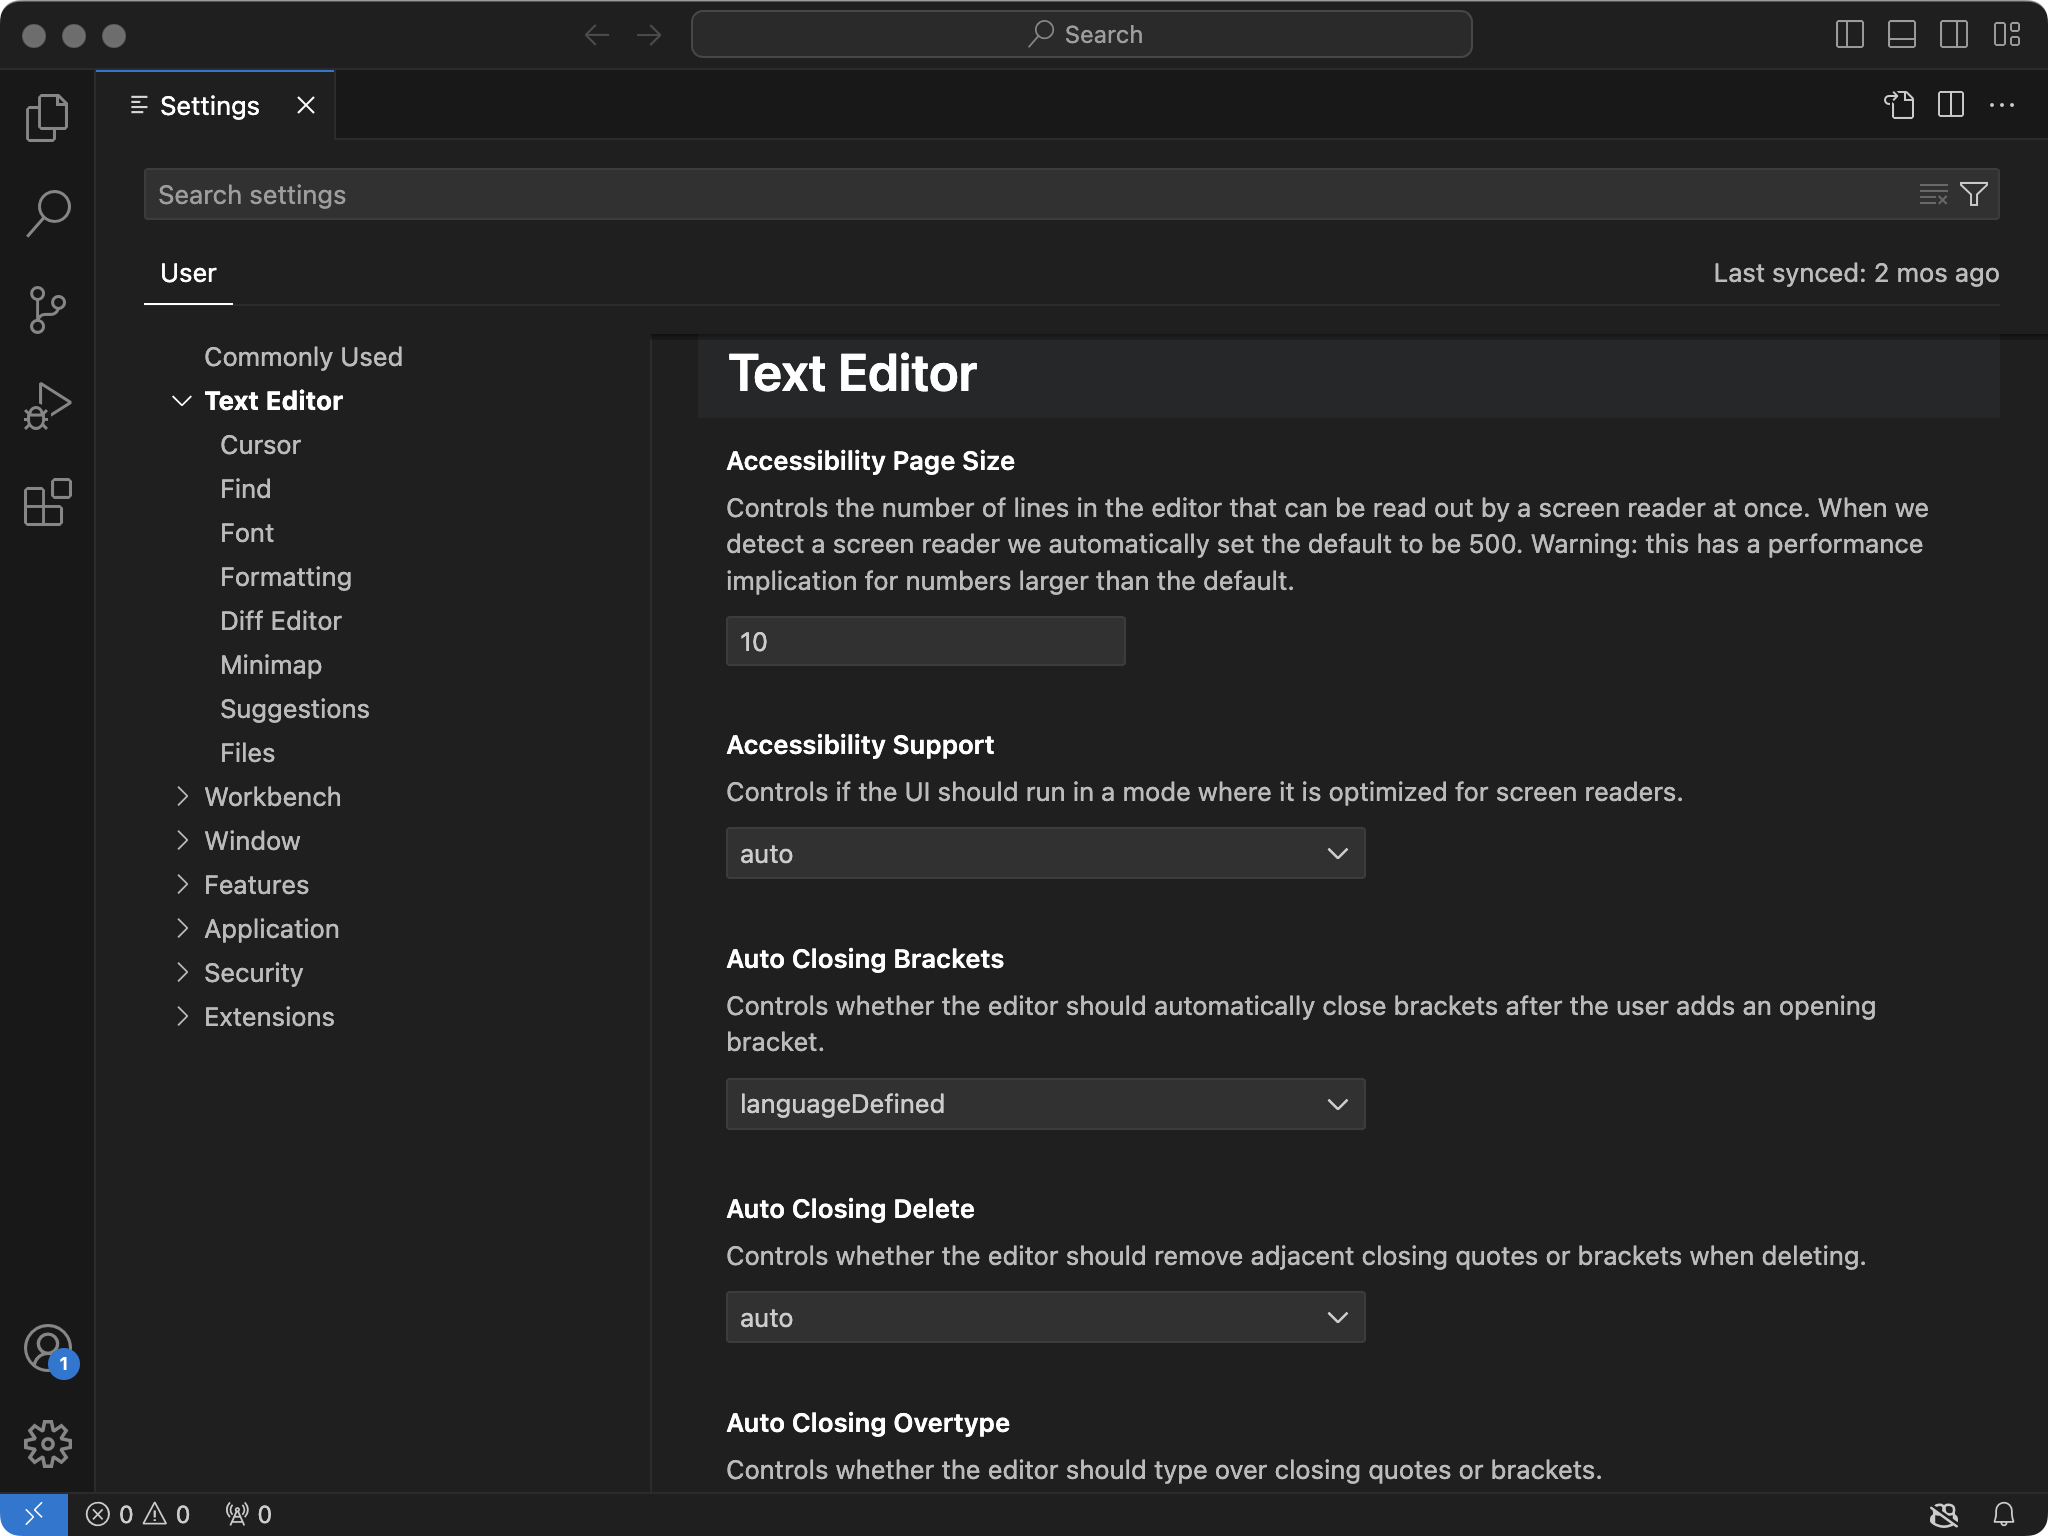 Search
Settings
Search settings
User
Last synced: 2 mos ago
Commonly Used
Text Editor
Cursor
Find
Font
Formatting
Diff Editor
Minimap
Suggestions
Files
Workbench
Window
Features
Application
Security
Extensions
Text Editor
Accessibility Page Size
Controls the number of lines in the editor that can be read out by a screen reader at once. When we
detect a screen reader we automatically set the default to be 500. Warning: this has a performance
implication for numbers larger than the default.
10
Accessibility Support
Controls if the UI should run in a mode where it is optimized for screen readers.
auto
Auto Closing Brackets
Controls whether the editor should automatically close brackets after the user adds an opening
bracket.
languageDefined
Auto Closing Delete
Controls whether the editor should remove adjacent closing quotes or brackets when deleting.
auto
Auto Closing Overtype
Controls whether the editor should type over closing quotes or brackets.
1
0 0 0